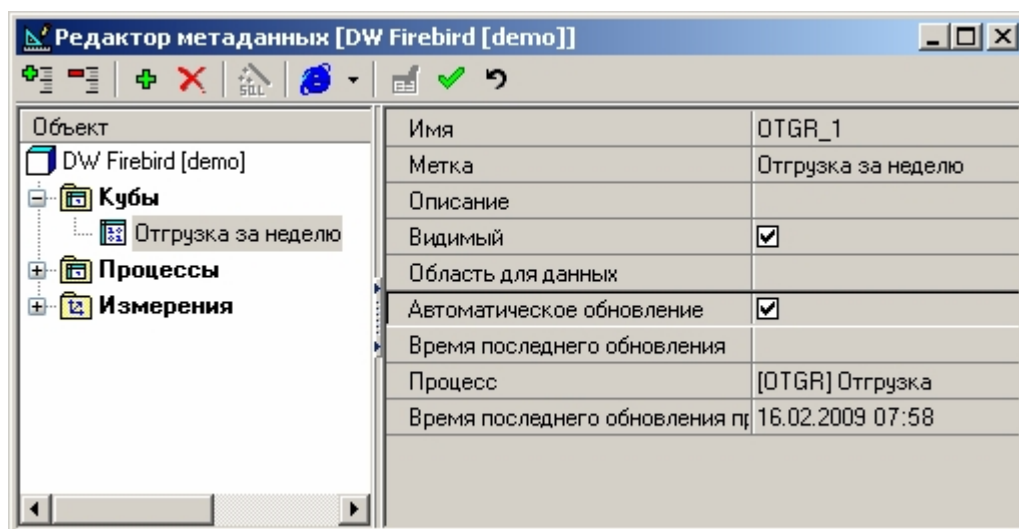 Редактор метаданных [DW Firebird [demo]]
SQL
Объект
DW Firebird [demo]
Кубы
Отгрузка за неделю
Процессы
Измерения
Имя OTGR_1
Метка Отгрузка за неделю
Описание
Видимый
Область для данных
Автоматическое обновление
Время последнего обновления
Процесс [OTGR] Отгрузка
Время последнего обновления пр 16.02.2009 07:58